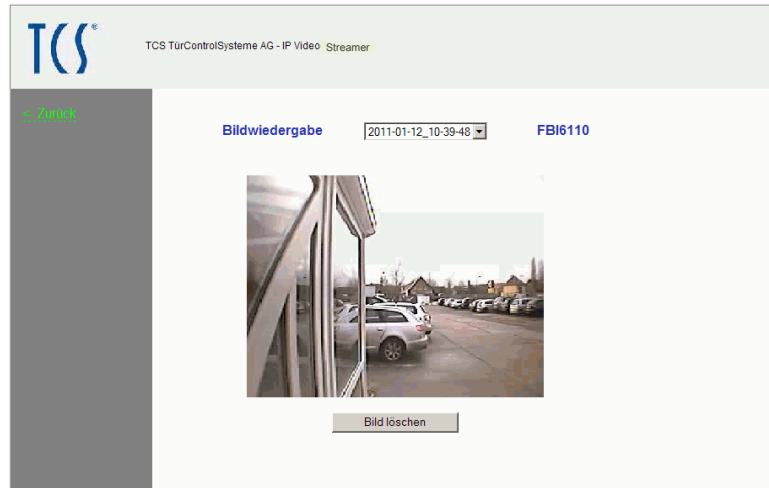 TCS®
TCS TürControlSysteme AG - IP Video Streamer
<- Zurück
Bildwiedergabe 2011-01-12_10-39-48 FBI6110
Bild löschen